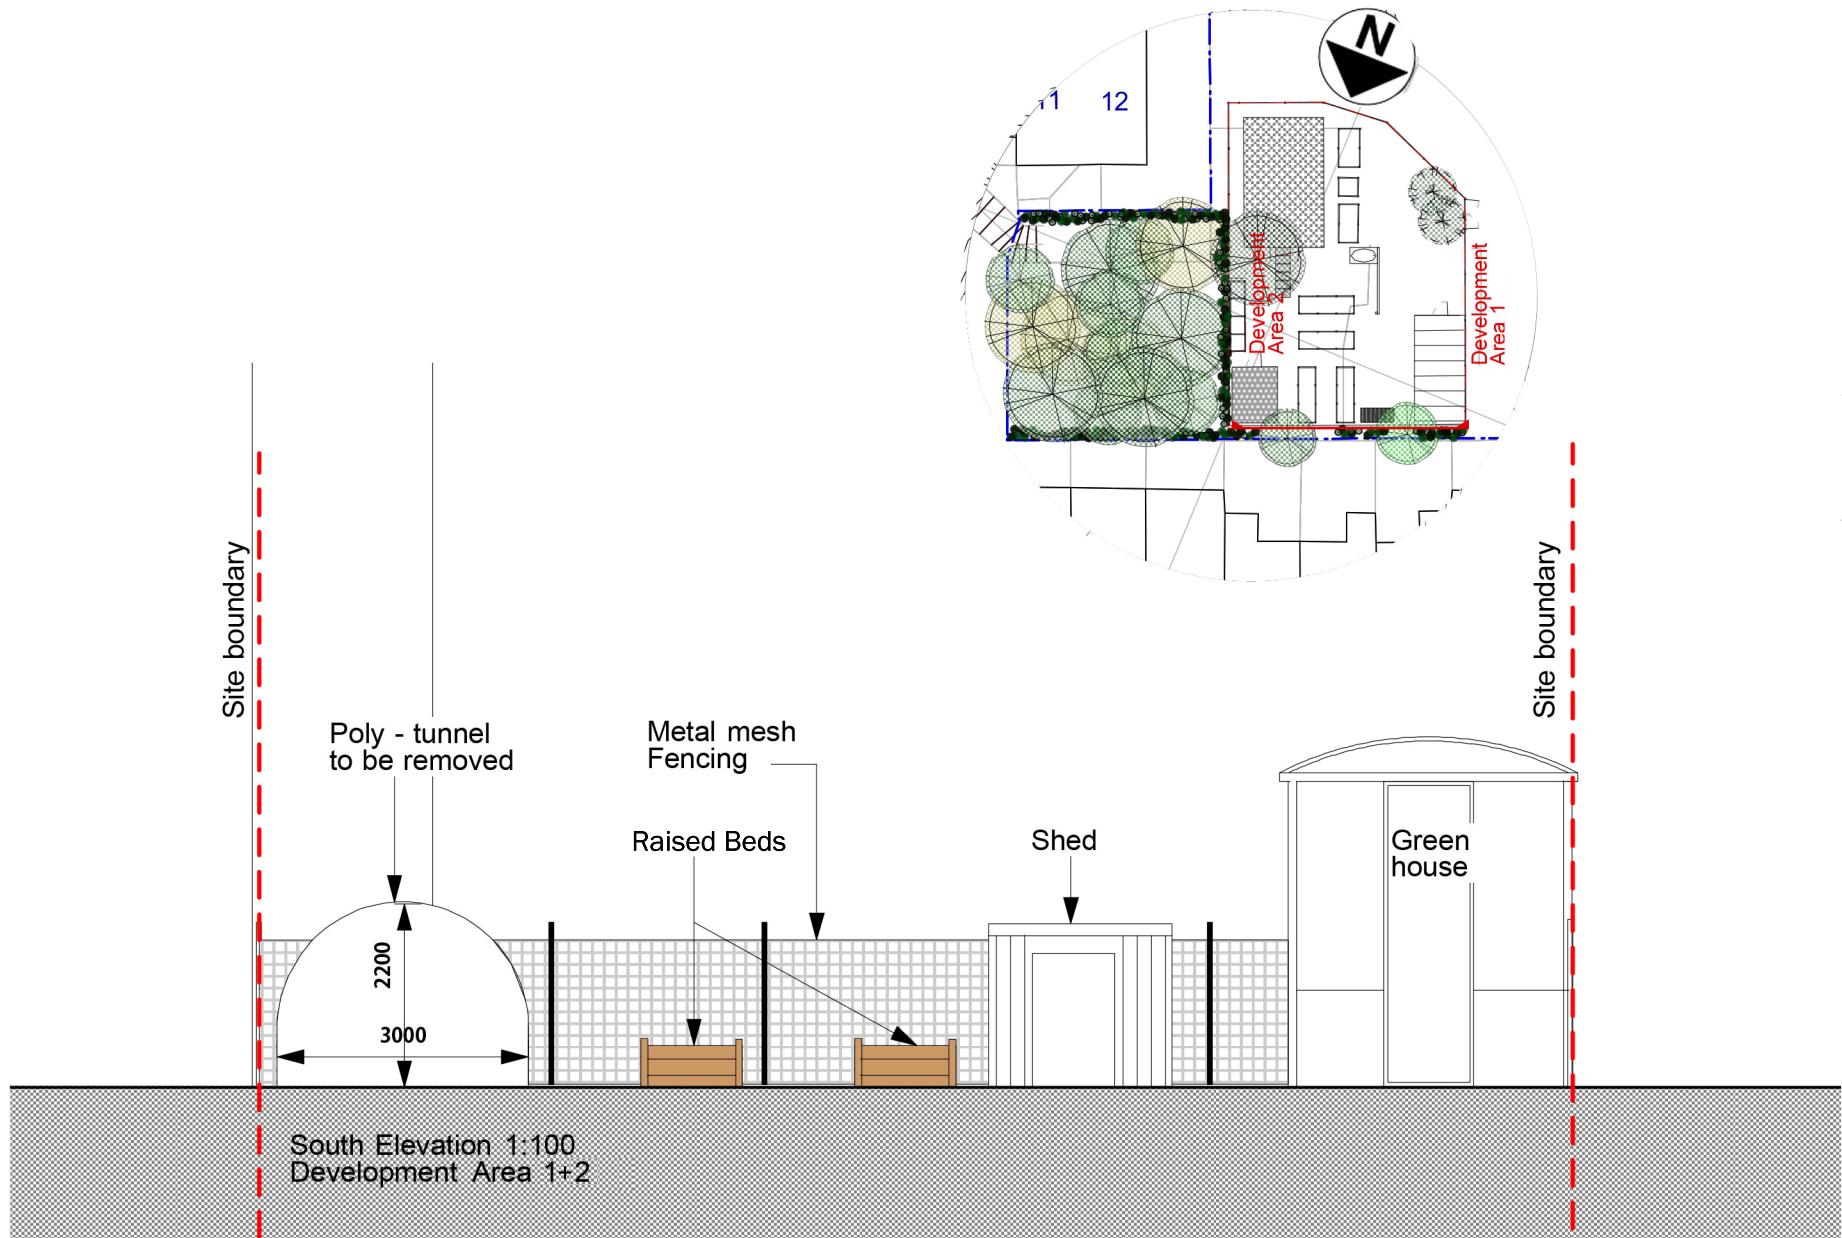 N
11
12
Development
Area 2
Development
Area 1
Site boundary
Site boundary
Poly - tunnel
to be removed
Metal mesh
Fencing
Raised Beds
Shed
Green
house
2200
3000
South Elevation 1:100
Development Area 1+2